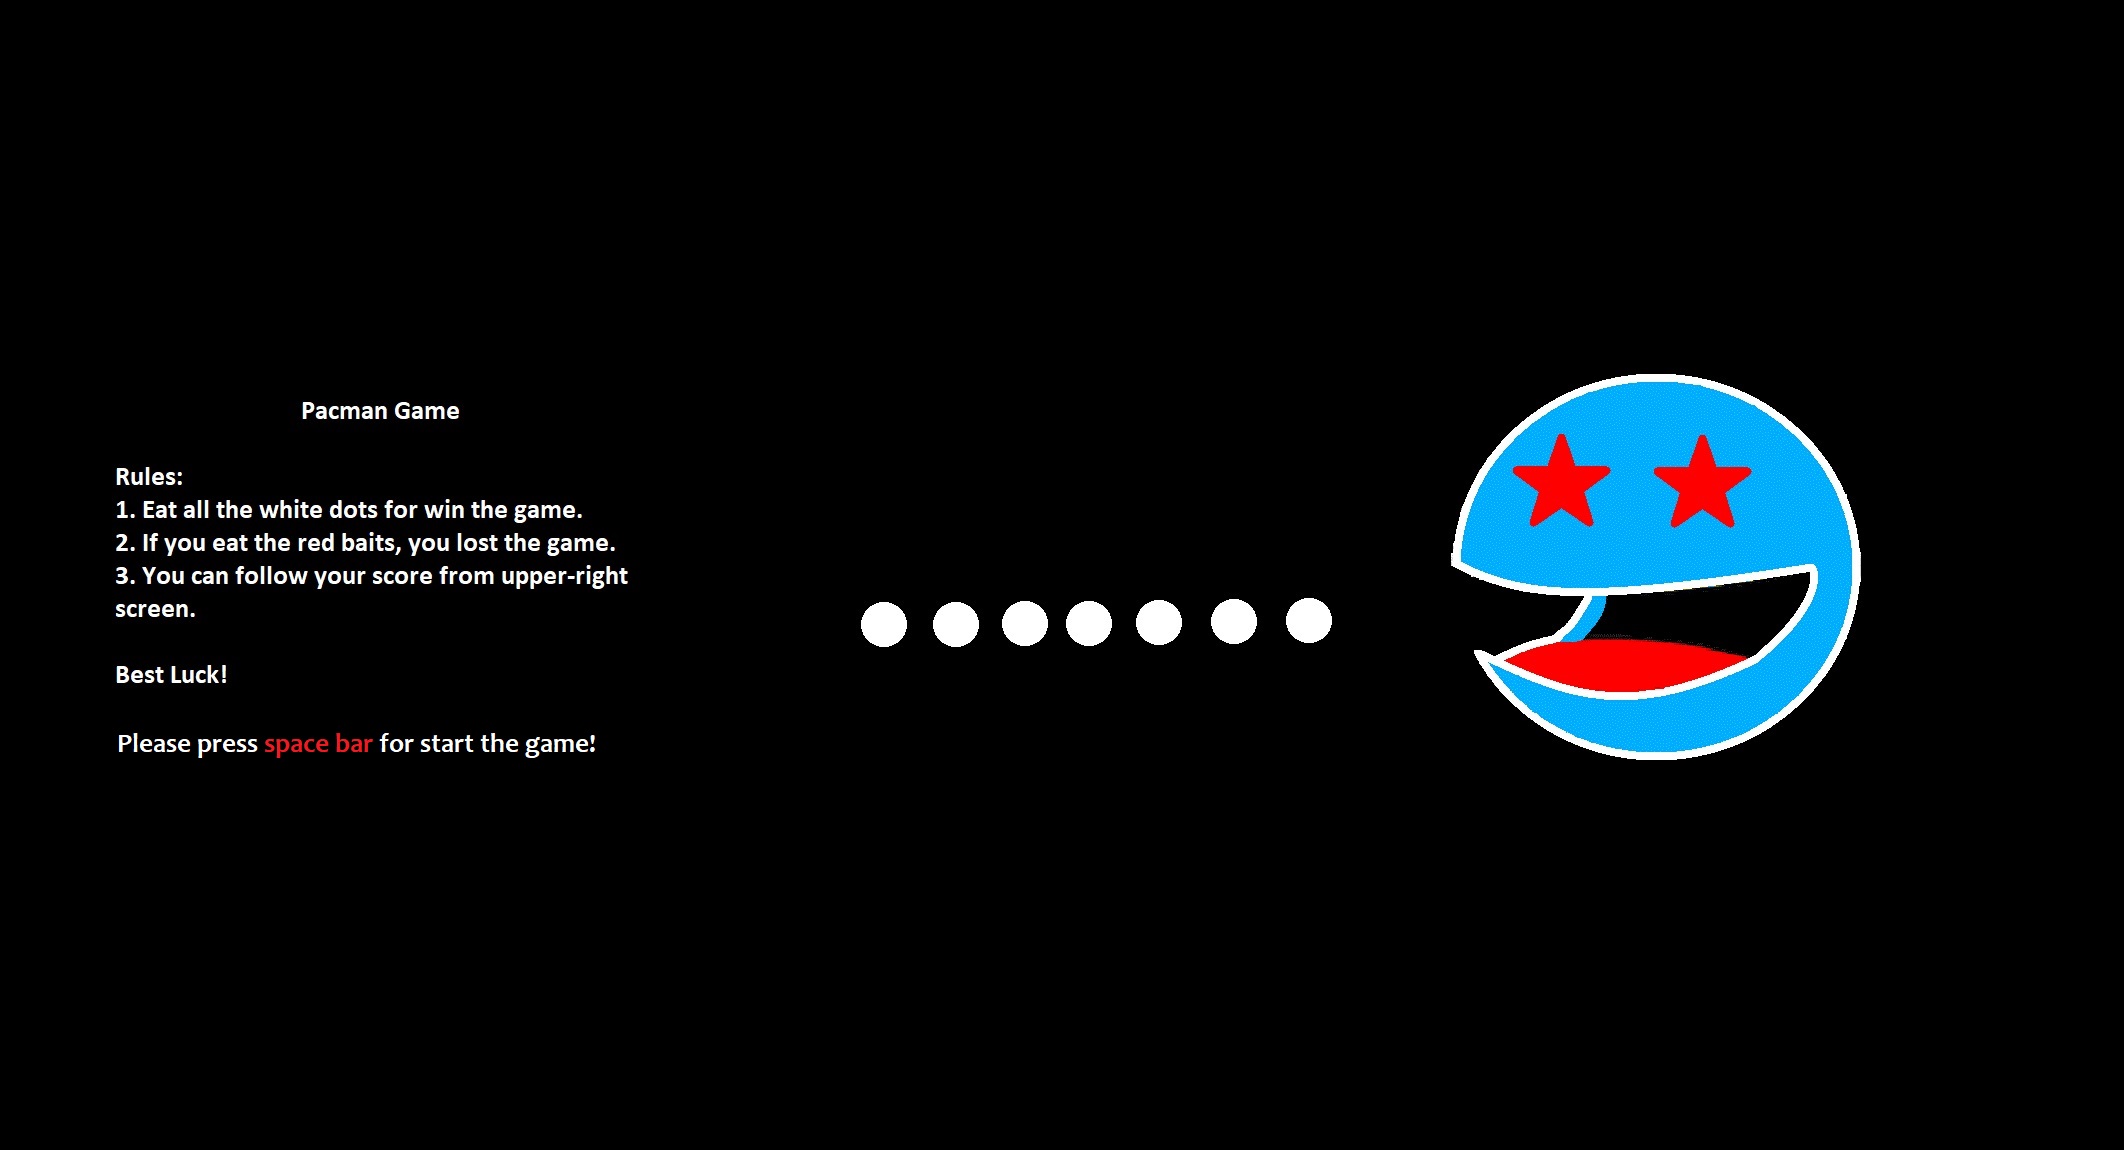 Pacman Game
Rules:
1. Eat all the white dots for win the game.
2. If you eat the red baits, you lost the game.
3. You can follow your score from upper-right
screen.
Best Luck!
Please press space bar for start the game!